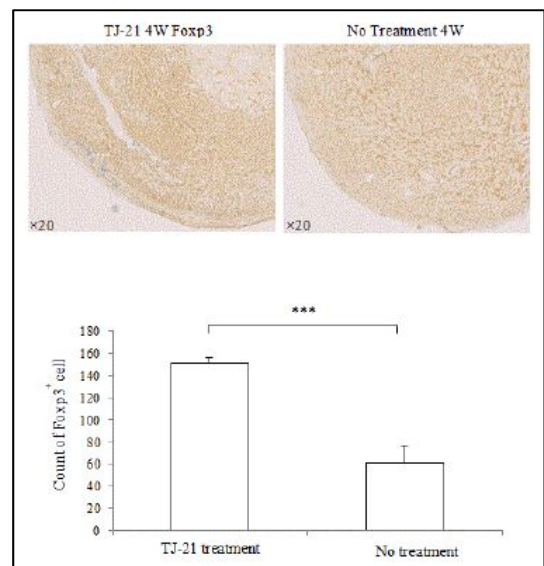 TJ-21 4W Foxp3
No Treatment 4W
×20
×20
***
180
160
140
120
100
80
60
40
20
0
Count of Foxp3+ cell
TJ-21 treatment
No treatment